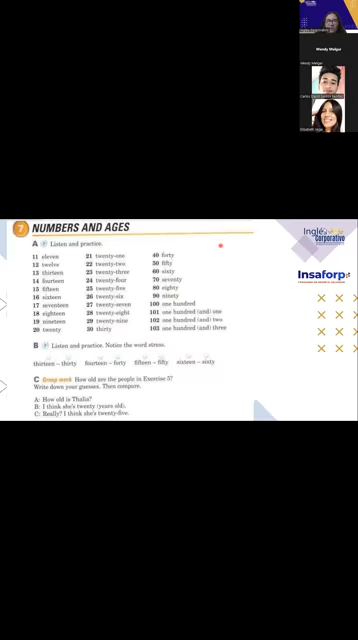 Wendy Melgar
Wendy Melgar
7 NUMBERS AND AGES
A Listen and practice.
11 eleven 21 twenty-one 40 forty
12 twelve 22 twenty-two 50 fifty
13 thirteen 23 twenty-three 60 sixty
14 fourteen 24 twenty-four 70 seventy
15 fifteen 25 twenty-five 80 eighty
16 sixteen 26 twenty-six 90 ninety
17 seventeen 27 twenty-seven 100 one hundred
18 eighteen 28 twenty-eight 101 one hundred (and) one
19 nineteen 29 twenty-nine 102 one hundred (and) two
20 twenty 30 thirty 103 one hundred (and) three
B Listen and practice. Notice the word stress.
thirteen – thirty fourteen – forty fifteen – fifty sixteen – sixty
C Group work How old are the people in Exercise 5?
Write down your guesses. Then compare.
A: How old is Thalia?
B: I think she's twenty (years old).
C: Really? I think she's twenty-five.
Inglés
corporativo
Insaforp